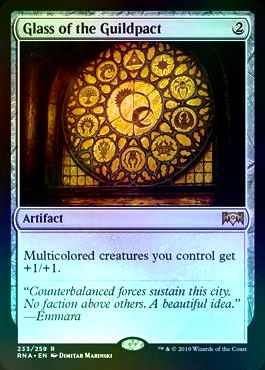 Glass of the Guildpact 2
Artifact
Multicolored creatures you control get
+1/+1.
“Counterbalanced forces sustain this city.
No faction above others. A beautiful idea.”
—Emmara
233/259 R
RNA • EN Dimitar Marinski
™ & © 2019 Wizards of the Coast